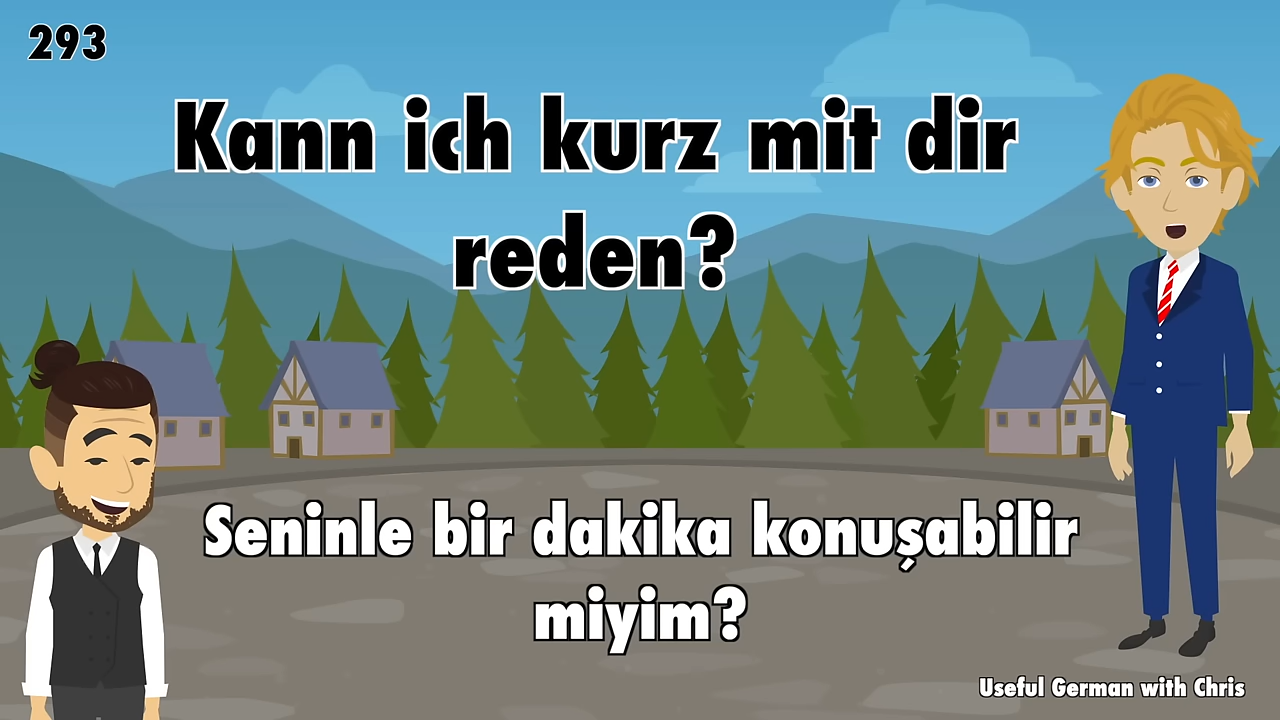 293
Kann ich kurz mit dir
reden?
Seninle bir dakika konuşabilir
miyim?
Useful German with Chris